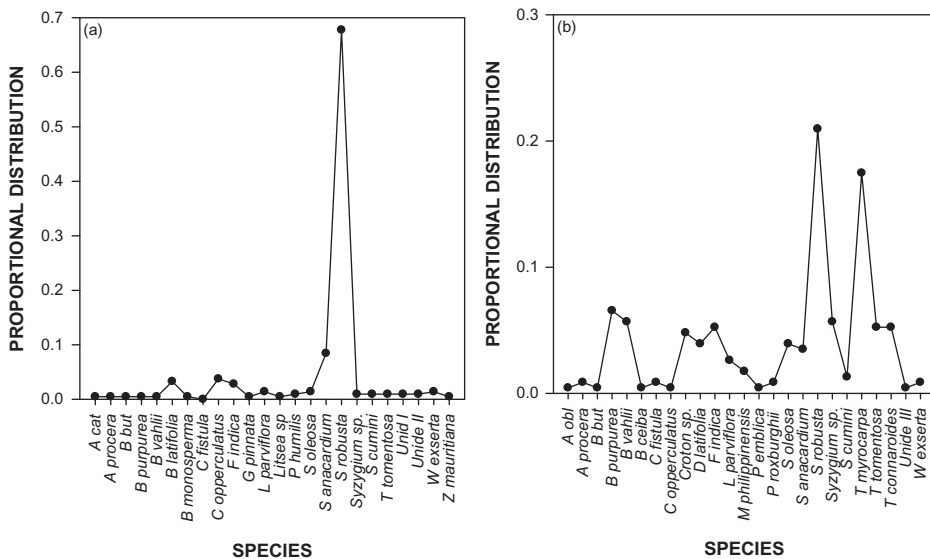 (a)
PROPORTIONAL DISTRIBUTION
0.7
0.6
0.5
0.4
0.3
0.2
0.1
0.0
A cat
A procera
B but
B purpurea
B vahlii
B latifolia
B monosperma
C fistula
C opperculatus
F indica
G pinnata
L parviflora
Litsea sp
P humilis
S oleosa
S anacardium
S robusta
Syzygium sp.
S cumini
T tomentosa
Unid I
Unide II
W exserta
Z mauritiana
SPECIES
(b)
PROPORTIONAL DISTRIBUTION
0.3
0.2
0.1
0.0
A obl
A procera
B but
B purpurea
B vahlii
B ceiba
C fistula
C opperculatus
Croton sp.
D latifolia
F indica
L parviflora
M philippinensis
P emblica
P roxburghii
S oleosa
S anacardium
S robusta
Syzygium sp.
S cumini
T myrocarpa
T tomentosa
T connaroides
Unide III
W exserta
SPECIES